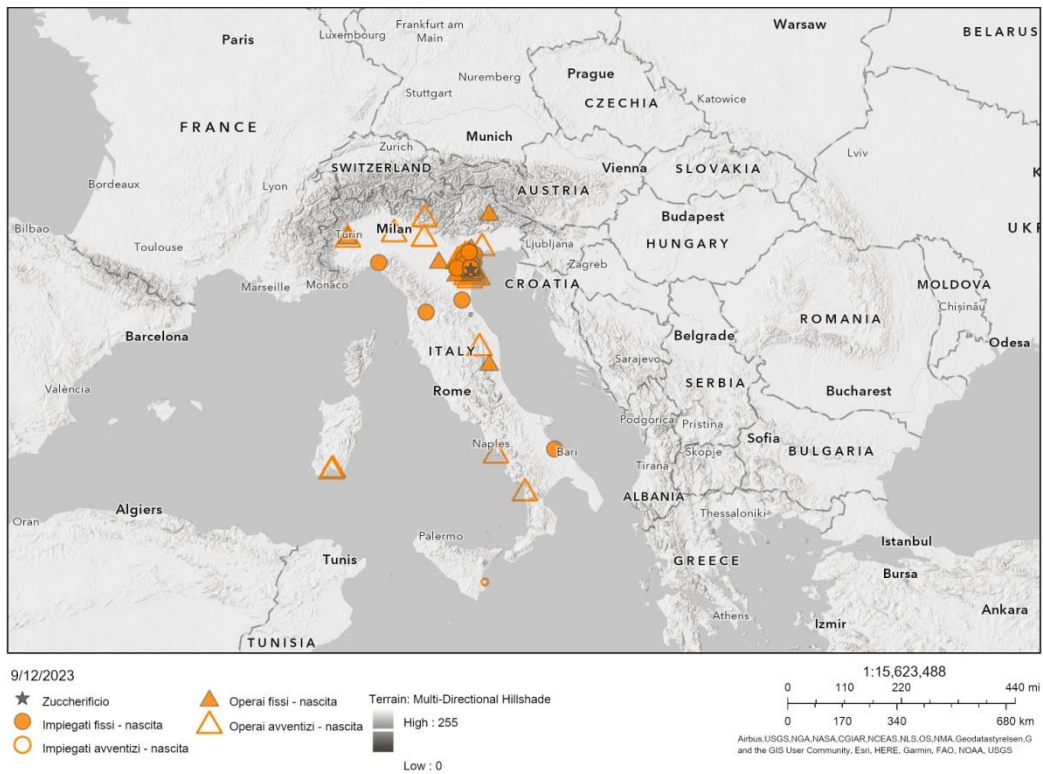 Paris
Luxembourg
Frankfurt am
Main
Warsaw
BELARUS
Nuremberg
Stuttgart
Prague
CZECHIA
Katowice
FRANCE
Munich
Zurich
SWITZERLAND
Vienna
SLOVAKIA
Lviv
K
AUSTRIA
Bordeaux
Lyon
Budapest
HUNGARY
UKR
Bilbao
Toulouse
Turin
Milan
Ljubljana
Zagreb
CROATIA
MOLDOVA
Chișinău
Marseille
Monaco
ROMANIA
Barcelona
Belgrade
Odesa
ITALY
Sarajevo
SERBIA
València
Rome
Bucharest
Podgorica
Pristina
Sofia
BULGARIA
Naples
Bari
Skopje
Tirana
ALBANIA
Algiers
Oran
Thessaloniki
Palermo
Istanbul
Tunis
GREECE
Bursa
Athens
Ankara
Izmir
TUNISIA
9/12/2023
Zuccherificio
Impiegati fissi - nascita
Impiegati avventizi - nascita
Operai fissi - nascita
Operai avventizi - nascita
Terrain: Multi-Directional Hillshade
High : 255
Low : 0
1:15,623,488
0 110 220 440 mi
0 170 340 680 km
Airbus,USGS,NGA,NASA,CGIAR,NCEAS,NLS,OS,NMA,Geodatastyrelsen,G
and the GIS User Community, Esri, HERE, Garmin, FAO, NOAA, USGS